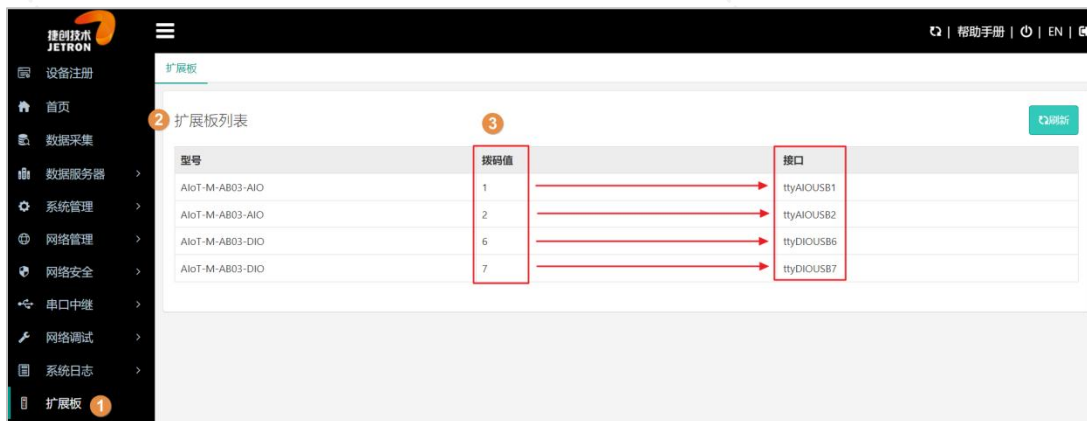 捷创技术
JETRON
帮助手册 | EN |
设备注册
首页
数据采集
数据服务器
系统管理
网络管理
网络安全
串口中继
网络调试
系统日志
扩展板 1
扩展板
2 扩展板列表
3
刷新
型号 拨码值 接口
AIoT-M-AB03-AIO 1 ttyAIOUSB1
AIoT-M-AB03-AIO 2 ttyAIOUSB2
AIoT-M-AB03-DIO 6 ttyDIOUSB6
AIoT-M-AB03-DIO 7 ttyDIOUSB7